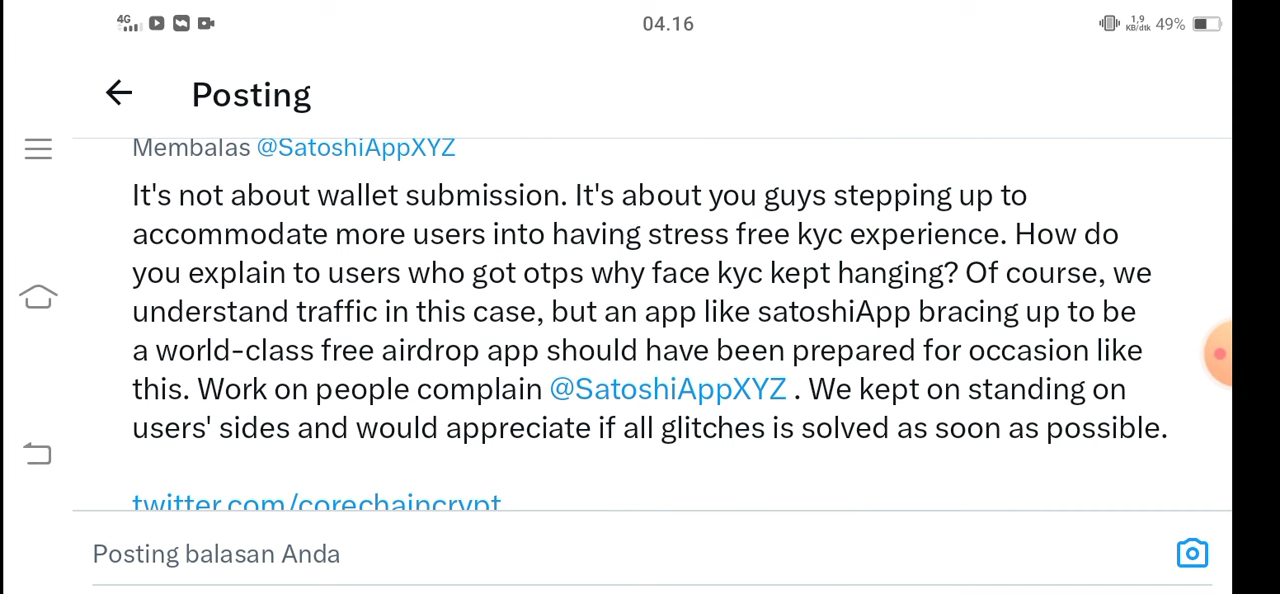 4G 04.16 1,9 KB/dtk 49%
Posting
Membalas @SatoshiAppXYZ
It's not about wallet submission. It's about you guys stepping up to
accommodate more users into having stress free kyc experience. How do
you explain to users who got otps why face kyc kept hanging? Of course, we
understand traffic in this case, but an app like satoshiApp bracing up to be
a world-class free airdrop app should have been prepared for occasion like
this. Work on people complain @SatoshiAppXYZ . We kept on standing on
users' sides and would appreciate if all glitches is solved as soon as possible.
twitter.com/corechaincrypt
Posting balasan Anda